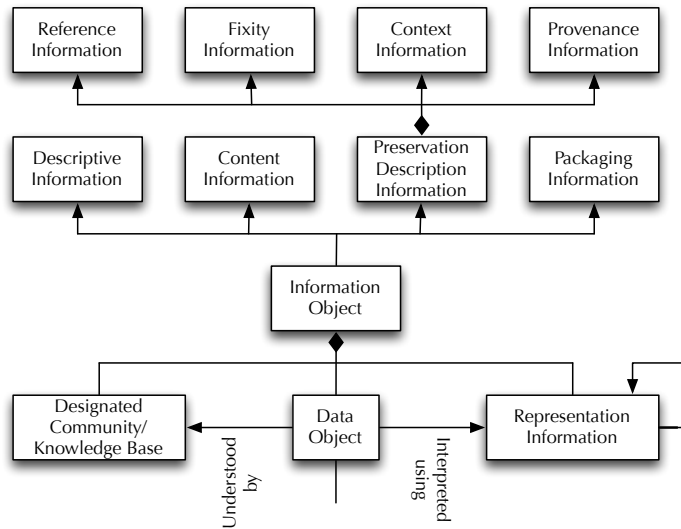 Reference
Information
Fixity
Information
Context
Information
Provenance
Information
Descriptive
Information
Content
Information
Preservation
Description
Information
Packaging
Information
Information
Object
Designated
Community/
Knowledge Base
Data
Object
Representation
Information
Understood
by
Interpreted
using